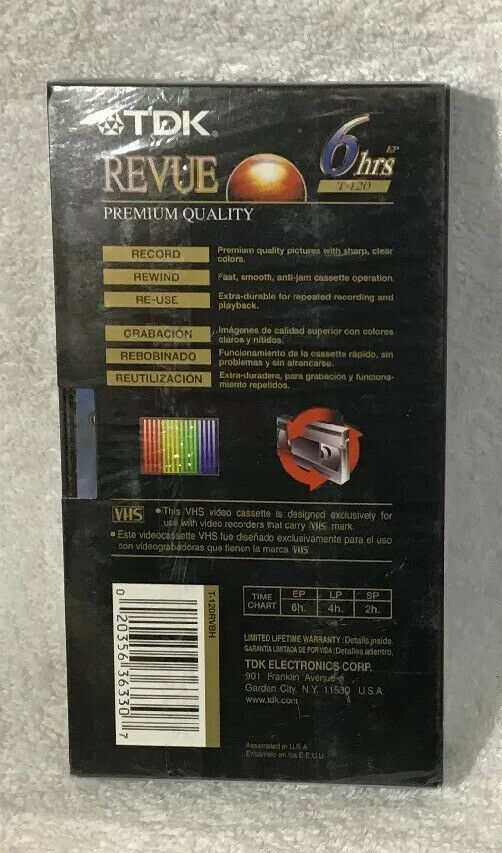 TDK
REVUE
6hrs EP
T-120
PREMIUM QUALITY
RECORD Premium quality pictures with sharp, clear
colors.
REWIND Fast, smooth, anti-jam cassette operation.
RE-USE Extra-durable for repeated recording and
playback.
GRABACIÓN Imágenes de calidad superior con colores
claros y nítidos.
REBOBINADO Funcionamiento de la cassette rápido, sin
problemas y sin atrancarse.
REUTILIZACIÓN Extra-duradera, para grabación y funciona-
miento repetidos.
VHS • This VHS video cassette is designed exclusively for
use with video recorders that carry VHS mark.
• Este videocassette VHS fue diseñado exclusivamente para el uso
con videograbadoras que tienen la marca VHS
TIME CHART EP LP SP
6h. 4h. 2h.
LIMITED LIFETIME WARRANTY: Details inside.
GARANTIA LIMITADA DE POR VIDA: Detalles adentro.
TDK ELECTRONICS CORP.
901 Franklin Avenue
Garden City, N.Y. 11530 U.S.A
www.tdk.com
Assembled in U.S.A.
Ensamble en los E.E.U.U.
T-120RVBH
0 20356 36330 7